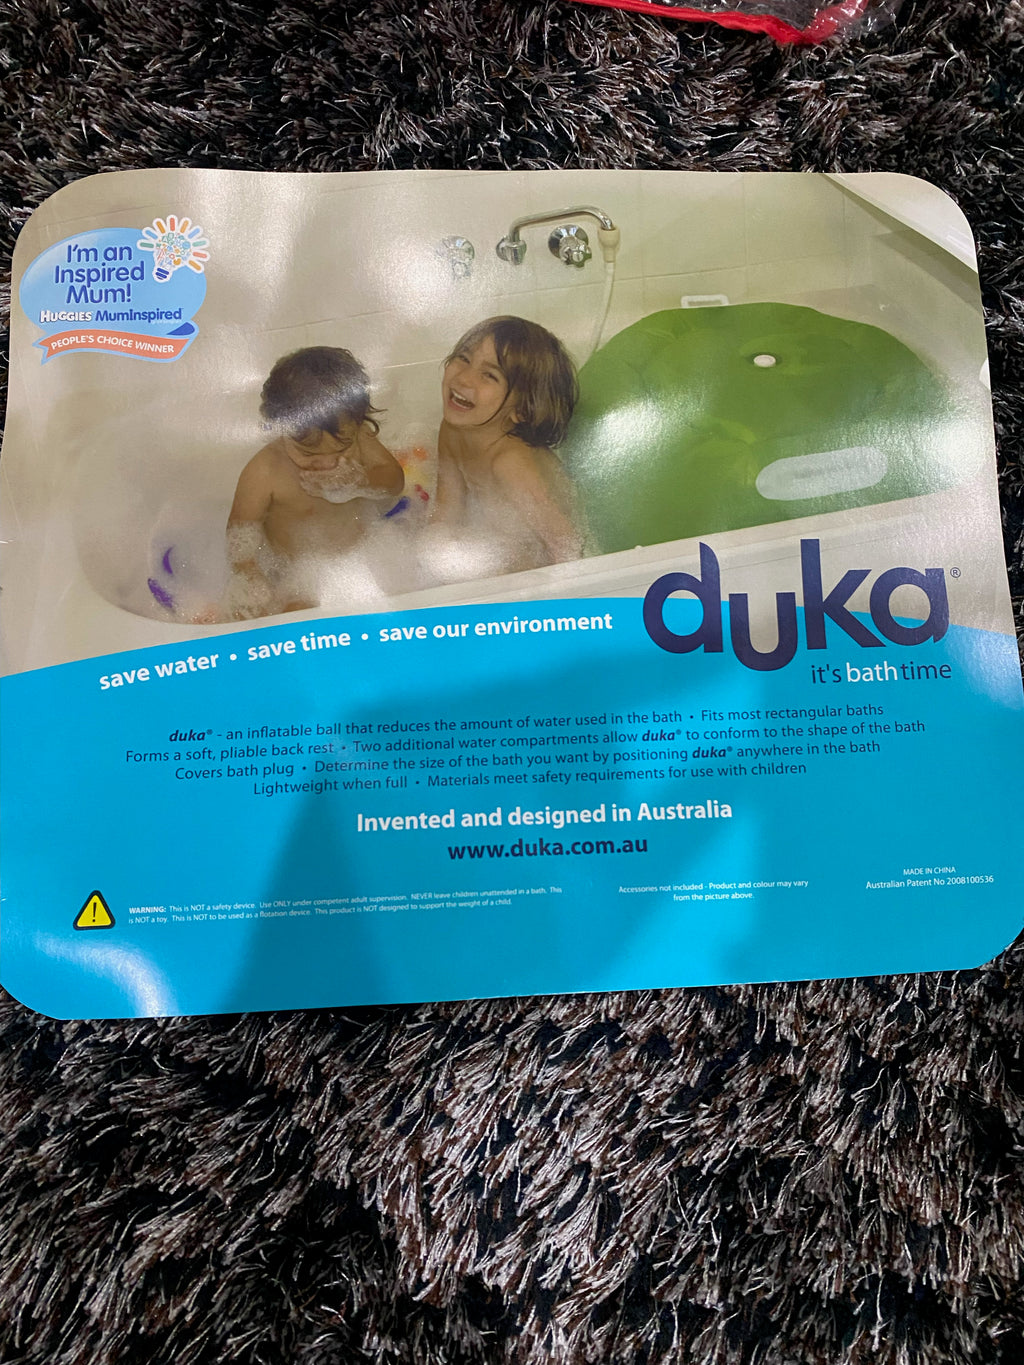 I'm an
Inspired
Mum!
HUGGIES MumInspired
PEOPLE'S CHOICE WINNER
duka®
it's bath time
save water • save time • save our environment
duka® - an inflatable ball that reduces the amount of water used in the bath • Fits most rectangular baths
Forms a soft, pliable back rest • Two additional water compartments allow duka® to conform to the shape of the bath
Covers bath plug • Determine the size of the bath you want by positioning duka® anywhere in the bath
Lightweight when full • Materials meet safety requirements for use with children
Invented and designed in Australia
www.duka.com.au
WARNING: This is NOT a safety device. Use ONLY under competent adult supervision. NEVER leave children unattended in a bath. This
is NOT a toy. This is NOT to be used as a flotation device. This product is NOT designed to support the weight of a child.
Accessories not included - Product and colour may vary
from the picture above.
MADE IN CHINA
Australian Patent No 2008100536